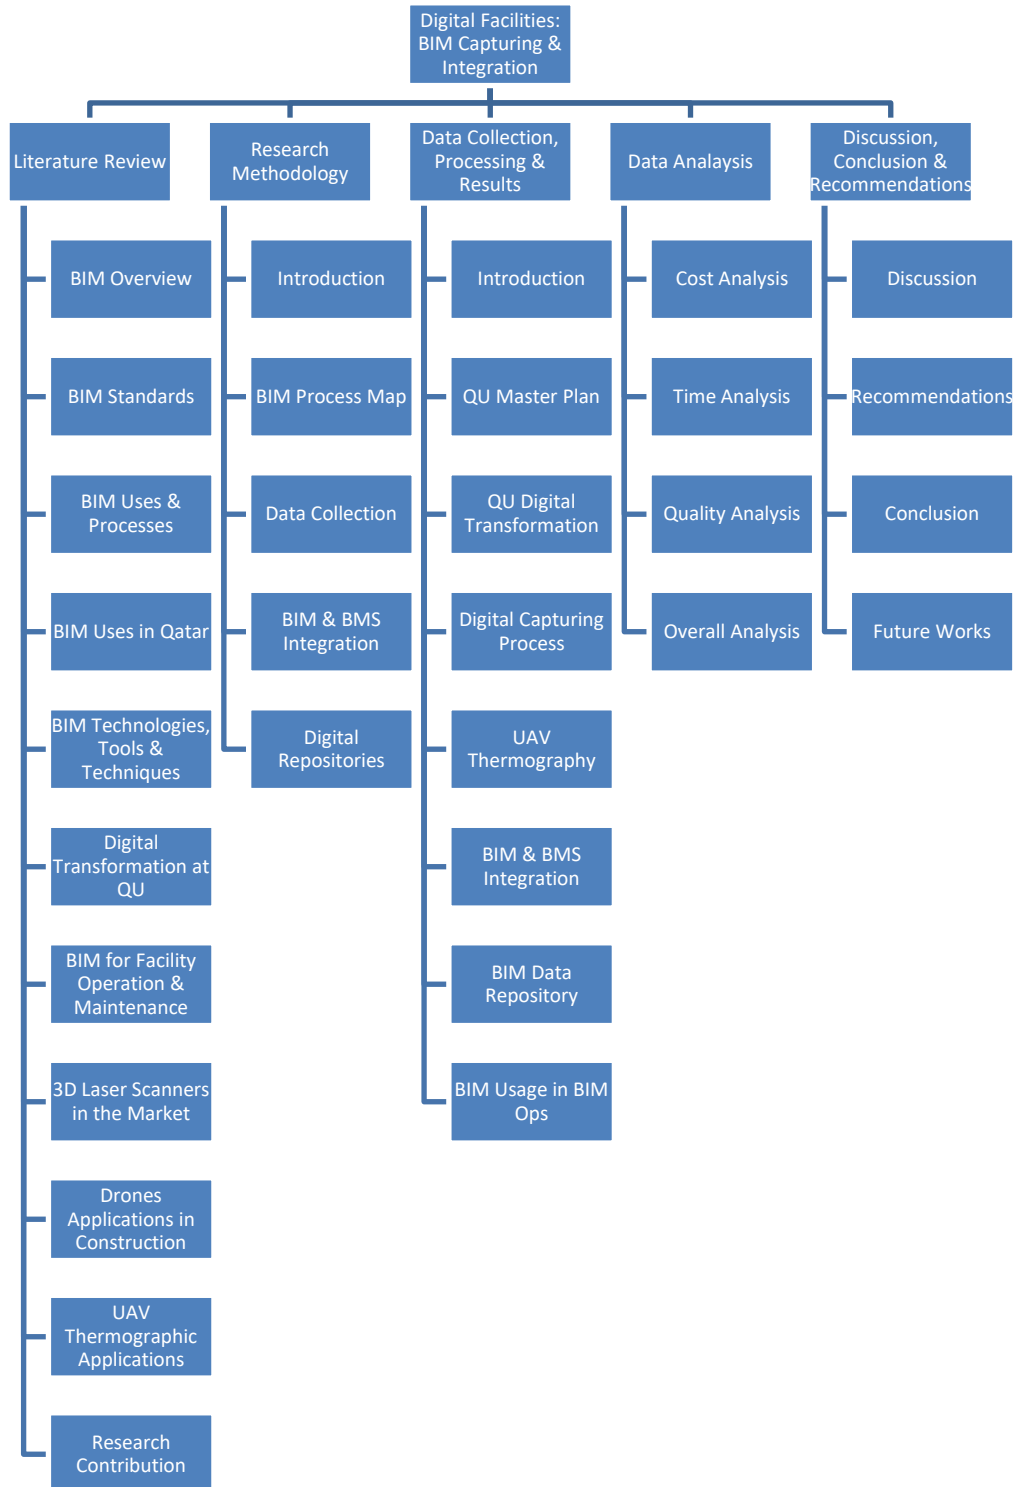 Digital Facilities:
BIM Capturing &
Integration
Literature Review
Research
Methodology
Data Collection,
Processing &
Results
Data Analaysis
Discussion,
Conclusion &
Recommendations
BIM Overview
BIM Standards
BIM Uses &
Processes
BIM Uses in Qatar
BIM Technologies,
Tools &
Techniques
Digital
Transformation at
QU
BIM for Facility
Operation &
Maintenance
3D Laser Scanners
in the Market
Drones
Applications in
Construction
UAV
Thermographic
Applications
Research
Contribution
Introduction
BIM Process Map
Data Collection
BIM & BMS
Integration
Digital
Repositories
Introduction
QU Master Plan
QU Digital
Transformation
Digital Capturing
Process
UAV
Thermography
BIM & BMS
Integration
BIM Data
Repository
BIM Usage in BIM
Ops
Cost Analysis
Time Analysis
Quality Analysis
Overall Analysis
Discussion
Recommendations
Conclusion
Future Works